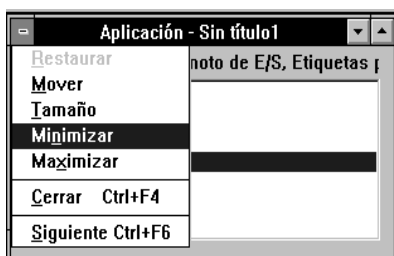 Aplicación - Sin título1
Restaurar
noto de E/S, Etiquetas
Mover
Tamaño
Minimizar
Maximizar
Cerrar Ctrl+F4
Siguiente Ctrl+F6